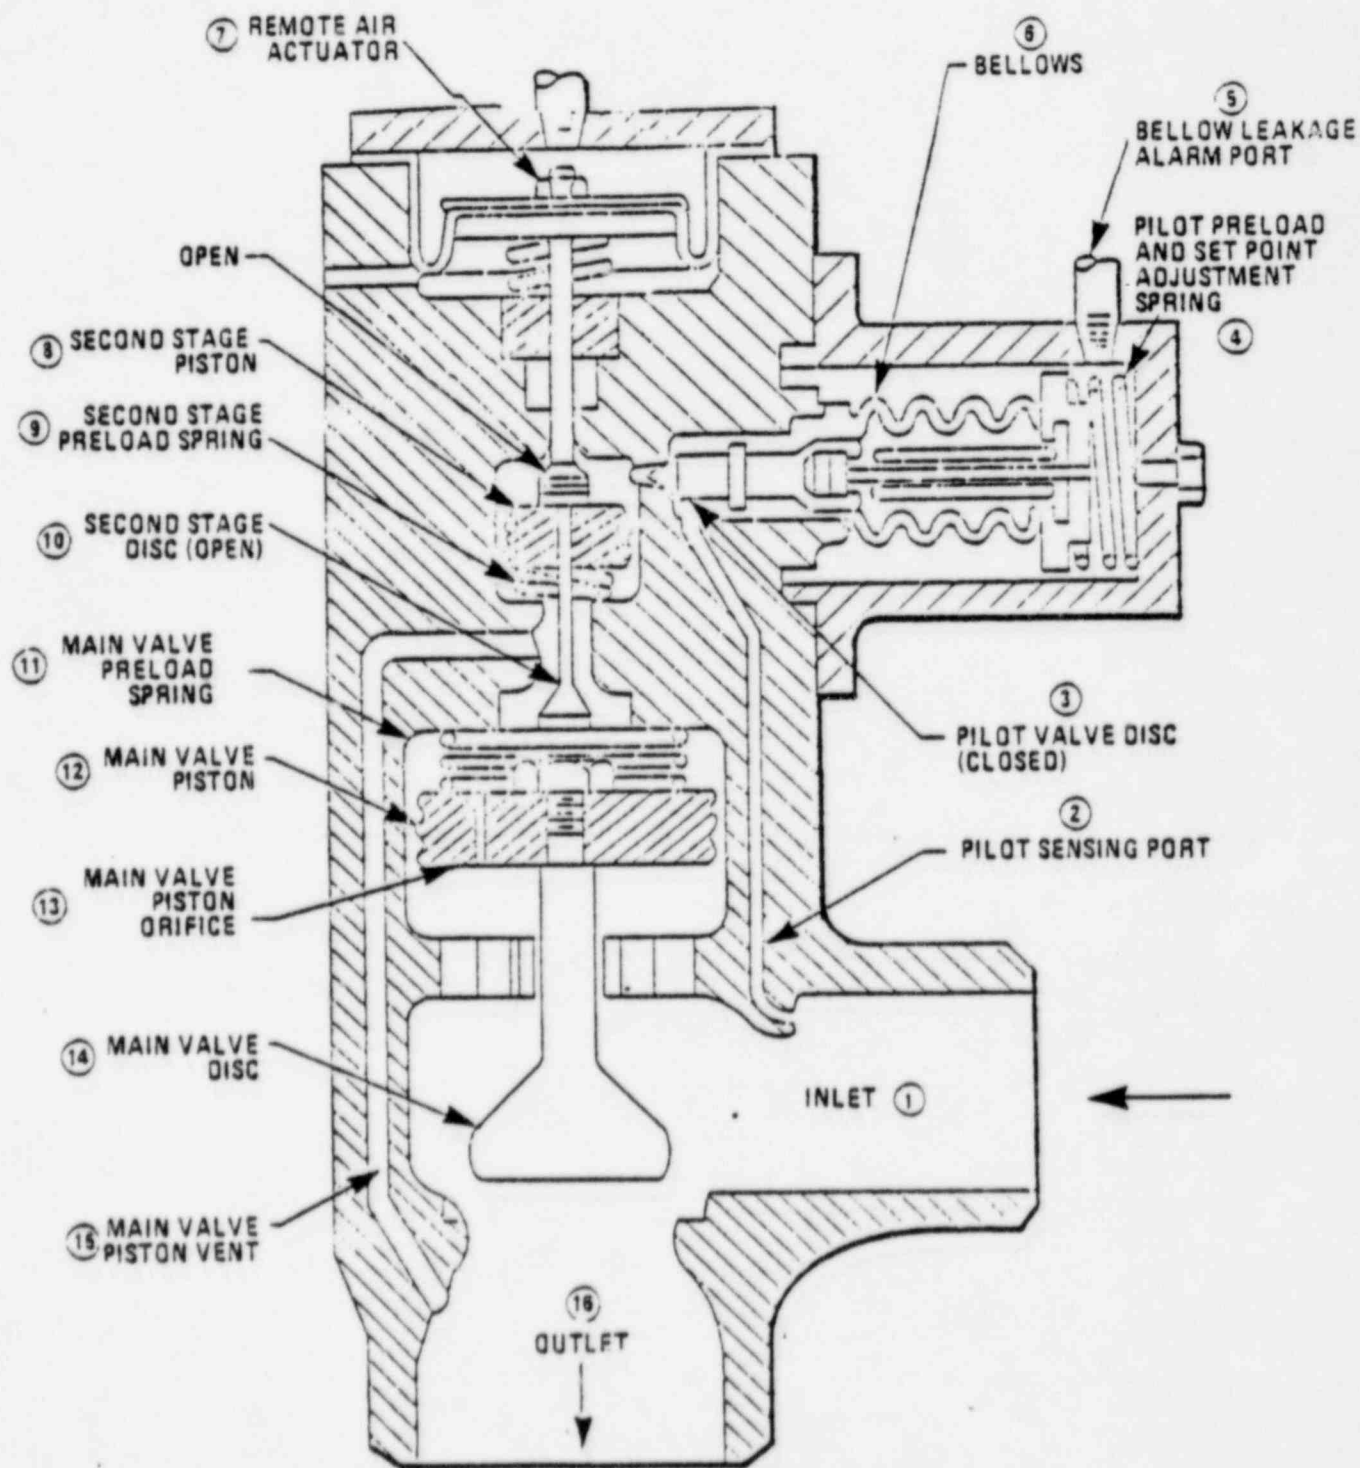 ⑦ REMOTE AIR
ACTUATOR
⑥
BELLOWS
⑤
BELLOW LEAKAGE
ALARM PORT
PILOT PRELOAD
AND SET POINT
ADJUSTMENT
SPRING
④
OPEN
⑧ SECOND STAGE
PISTON
⑨ SECOND STAGE
PRELOAD SPRING
⑩ SECOND STAGE
DISC (OPEN)
⑪ MAIN VALVE
PRELOAD
SPRING
⑫ MAIN VALVE
PISTON
③
PILOT VALVE DISC
(CLOSED)
②
PILOT SENSING PORT
⑬ MAIN VALVE
PISTON
ORIFICE
⑭ MAIN VALVE
DISC
INLET ①
⑮ MAIN VALVE
PISTON VENT
⑯
OUTLET